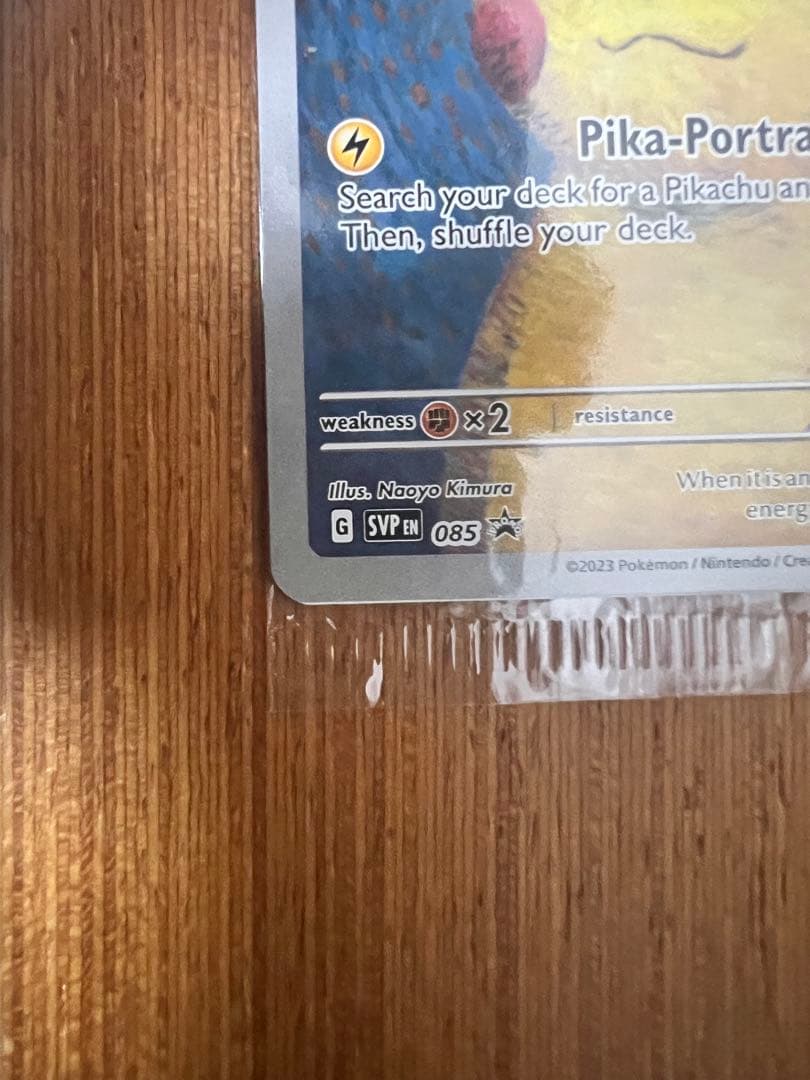 Pika-Portra
Search your deck for a Pikachu an
Then, shuffle your deck.
weakness ×2 resistance
Illus. Naoyo Kimura
When it is an
G SVP EN 085 PROMO
energ
©2023 Pokémon / Nintendo / Crea